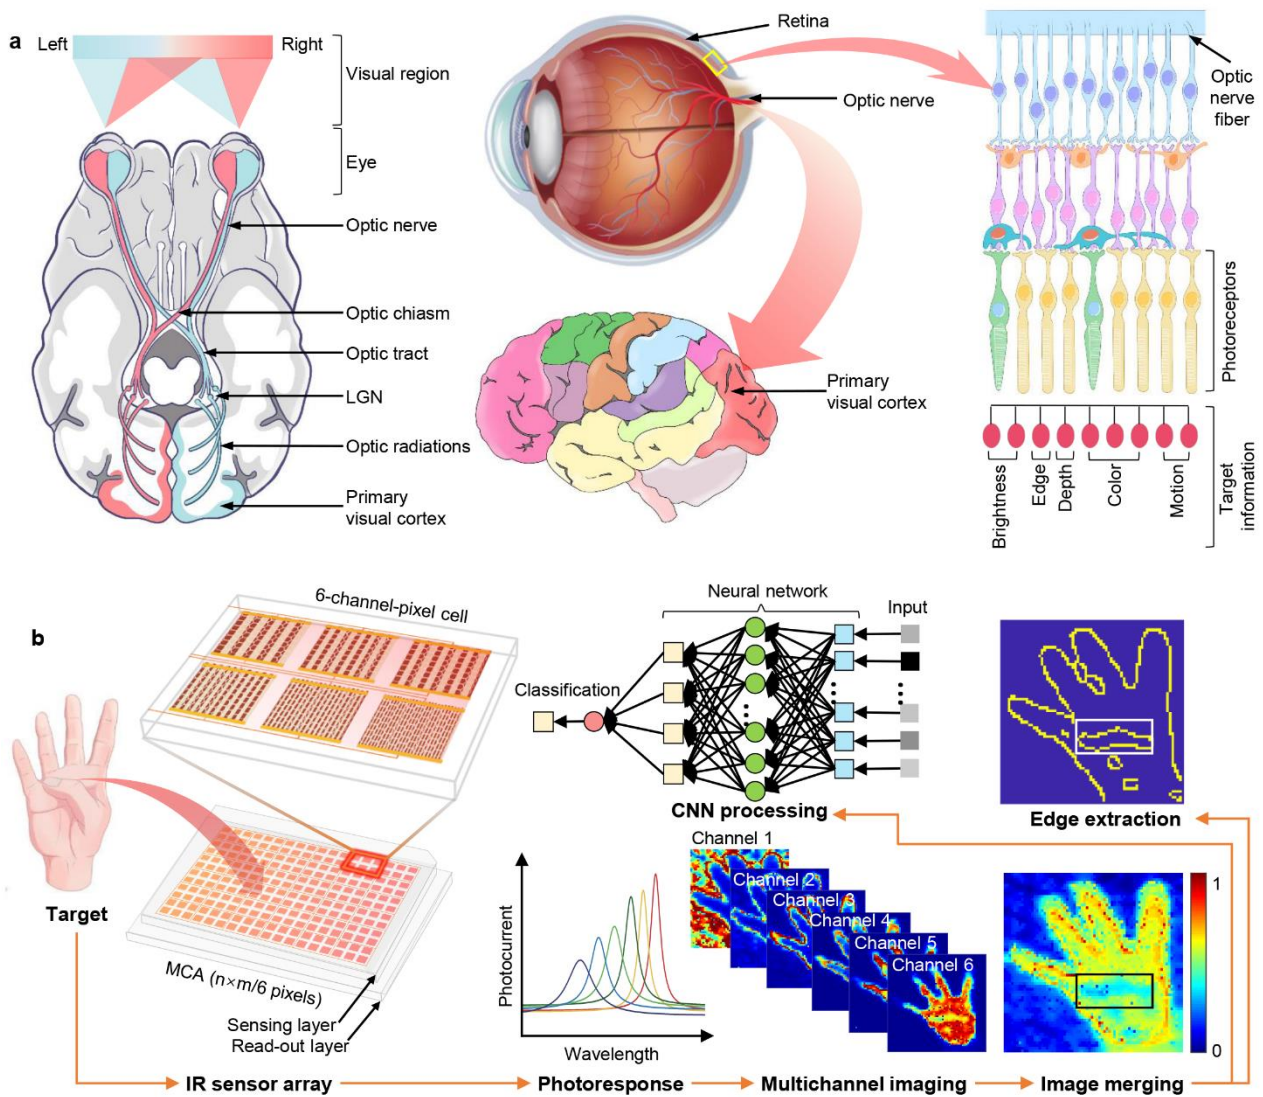 a
Left
Right
Visual region
Eye
Optic nerve
Optic chiasm
Optic tract
LGN
Optic radiations
Primary
visual cortex
Retina
Optic nerve
Primary
visual cortex
Optic
nerve
fiber
Photoreceptors
Brightness
Edge
Depth
Color
Motion
Target
information
b
6-channel-pixel cell
Target
MCA (n×m/6 pixels)
Sensing layer
Read-out layer
Neural network
Input
Classification
CNN processing
Edge extraction
Photocurrent
Wavelength
Channel 1
Channel 2
Channel 3
Channel 4
Channel 5
Channel 6
1
0
IR sensor array
Photoresponse
Multichannel imaging
Image merging